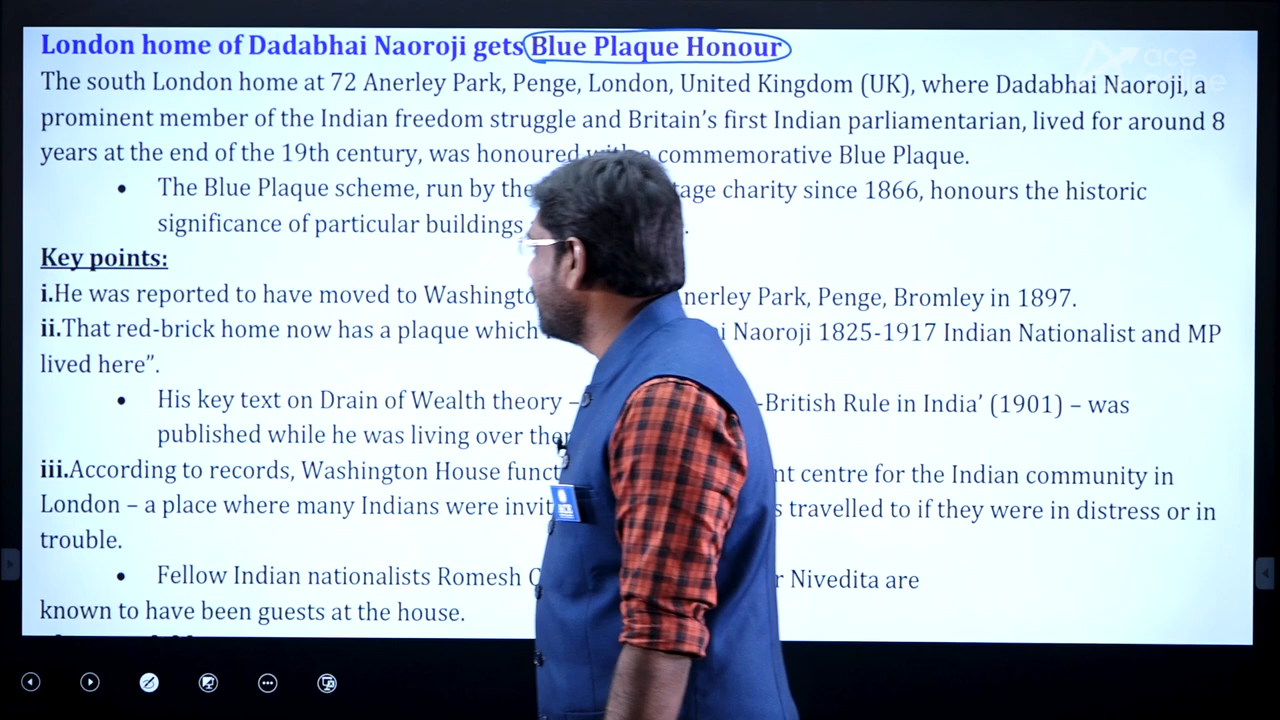 London home of Dadabhai Naoroji gets Blue Plaque Honour
ace
online
The south London home at 72 Anerley Park, Penge, London, United Kingdom (UK), where Dadabhai Naoroji, a
prominent member of the Indian freedom struggle and Britain's first Indian parliamentarian, lived for around 8
years at the end of the 19th century, was honoured with a commemorative Blue Plaque.
• The Blue Plaque scheme, run by the tage charity since 1866, honours the historic
significance of particular buildings .
Key points:
i.He was reported to have moved to Washingto nerley Park, Penge, Bromley in 1897.
ii.That red-brick home now has a plaque which i Naoroji 1825-1917 Indian Nationalist and MP
lived here”.
• His key text on Drain of Wealth theory – -British Rule in India’ (1901) – was
published while he was living over ther
iii.According to records, Washington House funct nt centre for the Indian community in
London – a place where many Indians were invit s travelled to if they were in distress or in
trouble.
• Fellow Indian nationalists Romesh C r Nivedita are
known to have been guests at the house.